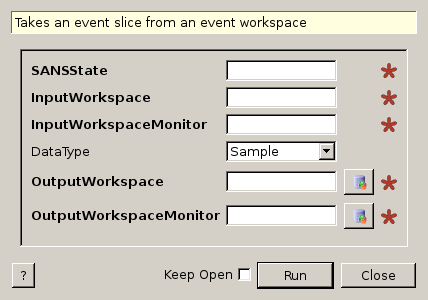 Takes an event slice from an event workspace
SANSState
InputWorkspace
InputWorkspaceMonitor
DataType Sample
OutputWorkspace
OutputWorkspaceMonitor
? Keep Open Run Close